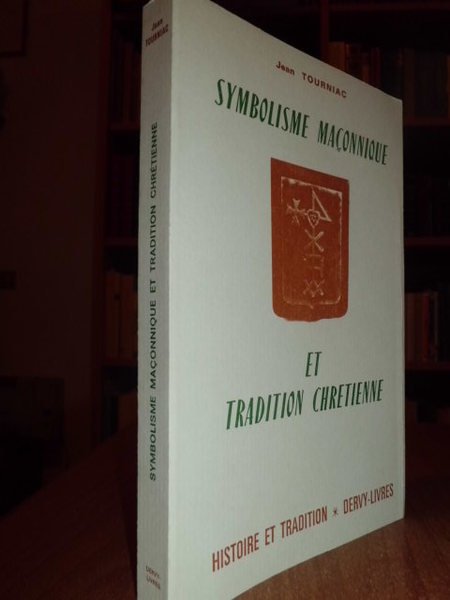 Jean
TOURNIAC
SYMBOLISME MAÇONNIQUE ET TRADITION CHRÉTIENNE
DERVY-
LIVRES
Jean TOURNIAC
SYMBOLISME MAÇONNIQUE
ET
TRADITION CHRETIENNE
HISTOIRE ET TRADITION * DERVY-LIVRES